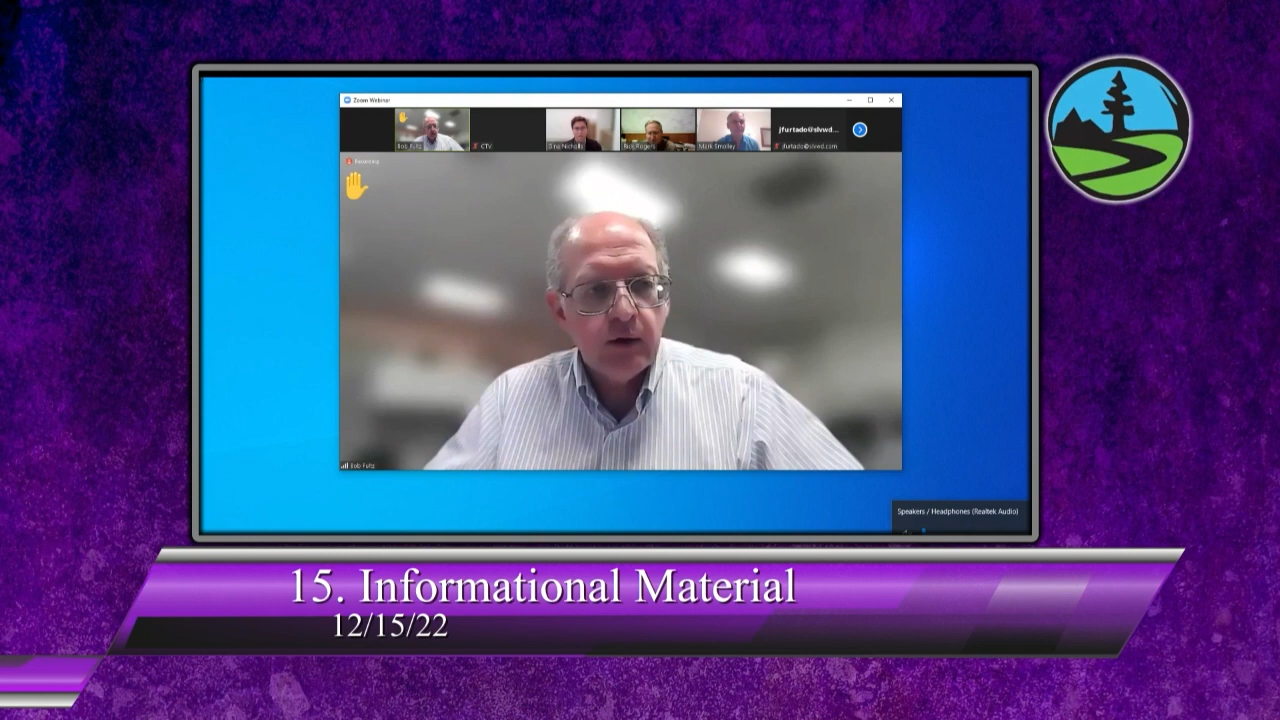 Zoom Webinar
Bob Fultz
CTV
Gina Nicholls
Rick Rogers
Mark Smolley
jfurtado@slvwd...
jfurtado@slvwd.com
Recording
Bob Fultz
Speakers / Headphones (Realtek Audio)
15. Informational Material
12/15/22